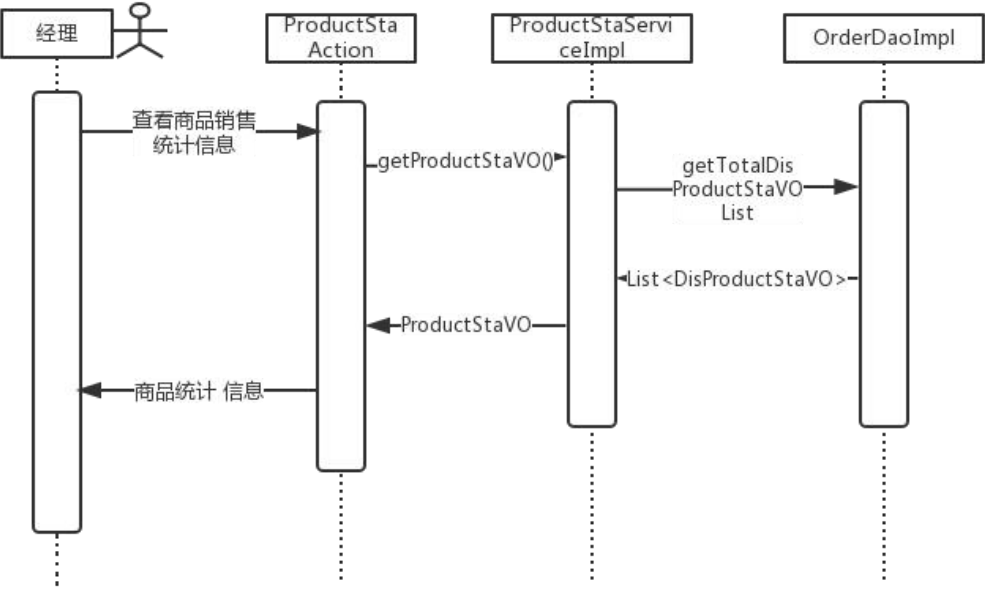 经理
ProductSta
Action
ProductStaServi
ceImpl
OrderDaoImpl
查看商品销售
统计信息
getProductStaVO()
getTotalDis
ProductStaVO
List
List<DisProductStaVO>
ProductStaVO
商品统计 信息